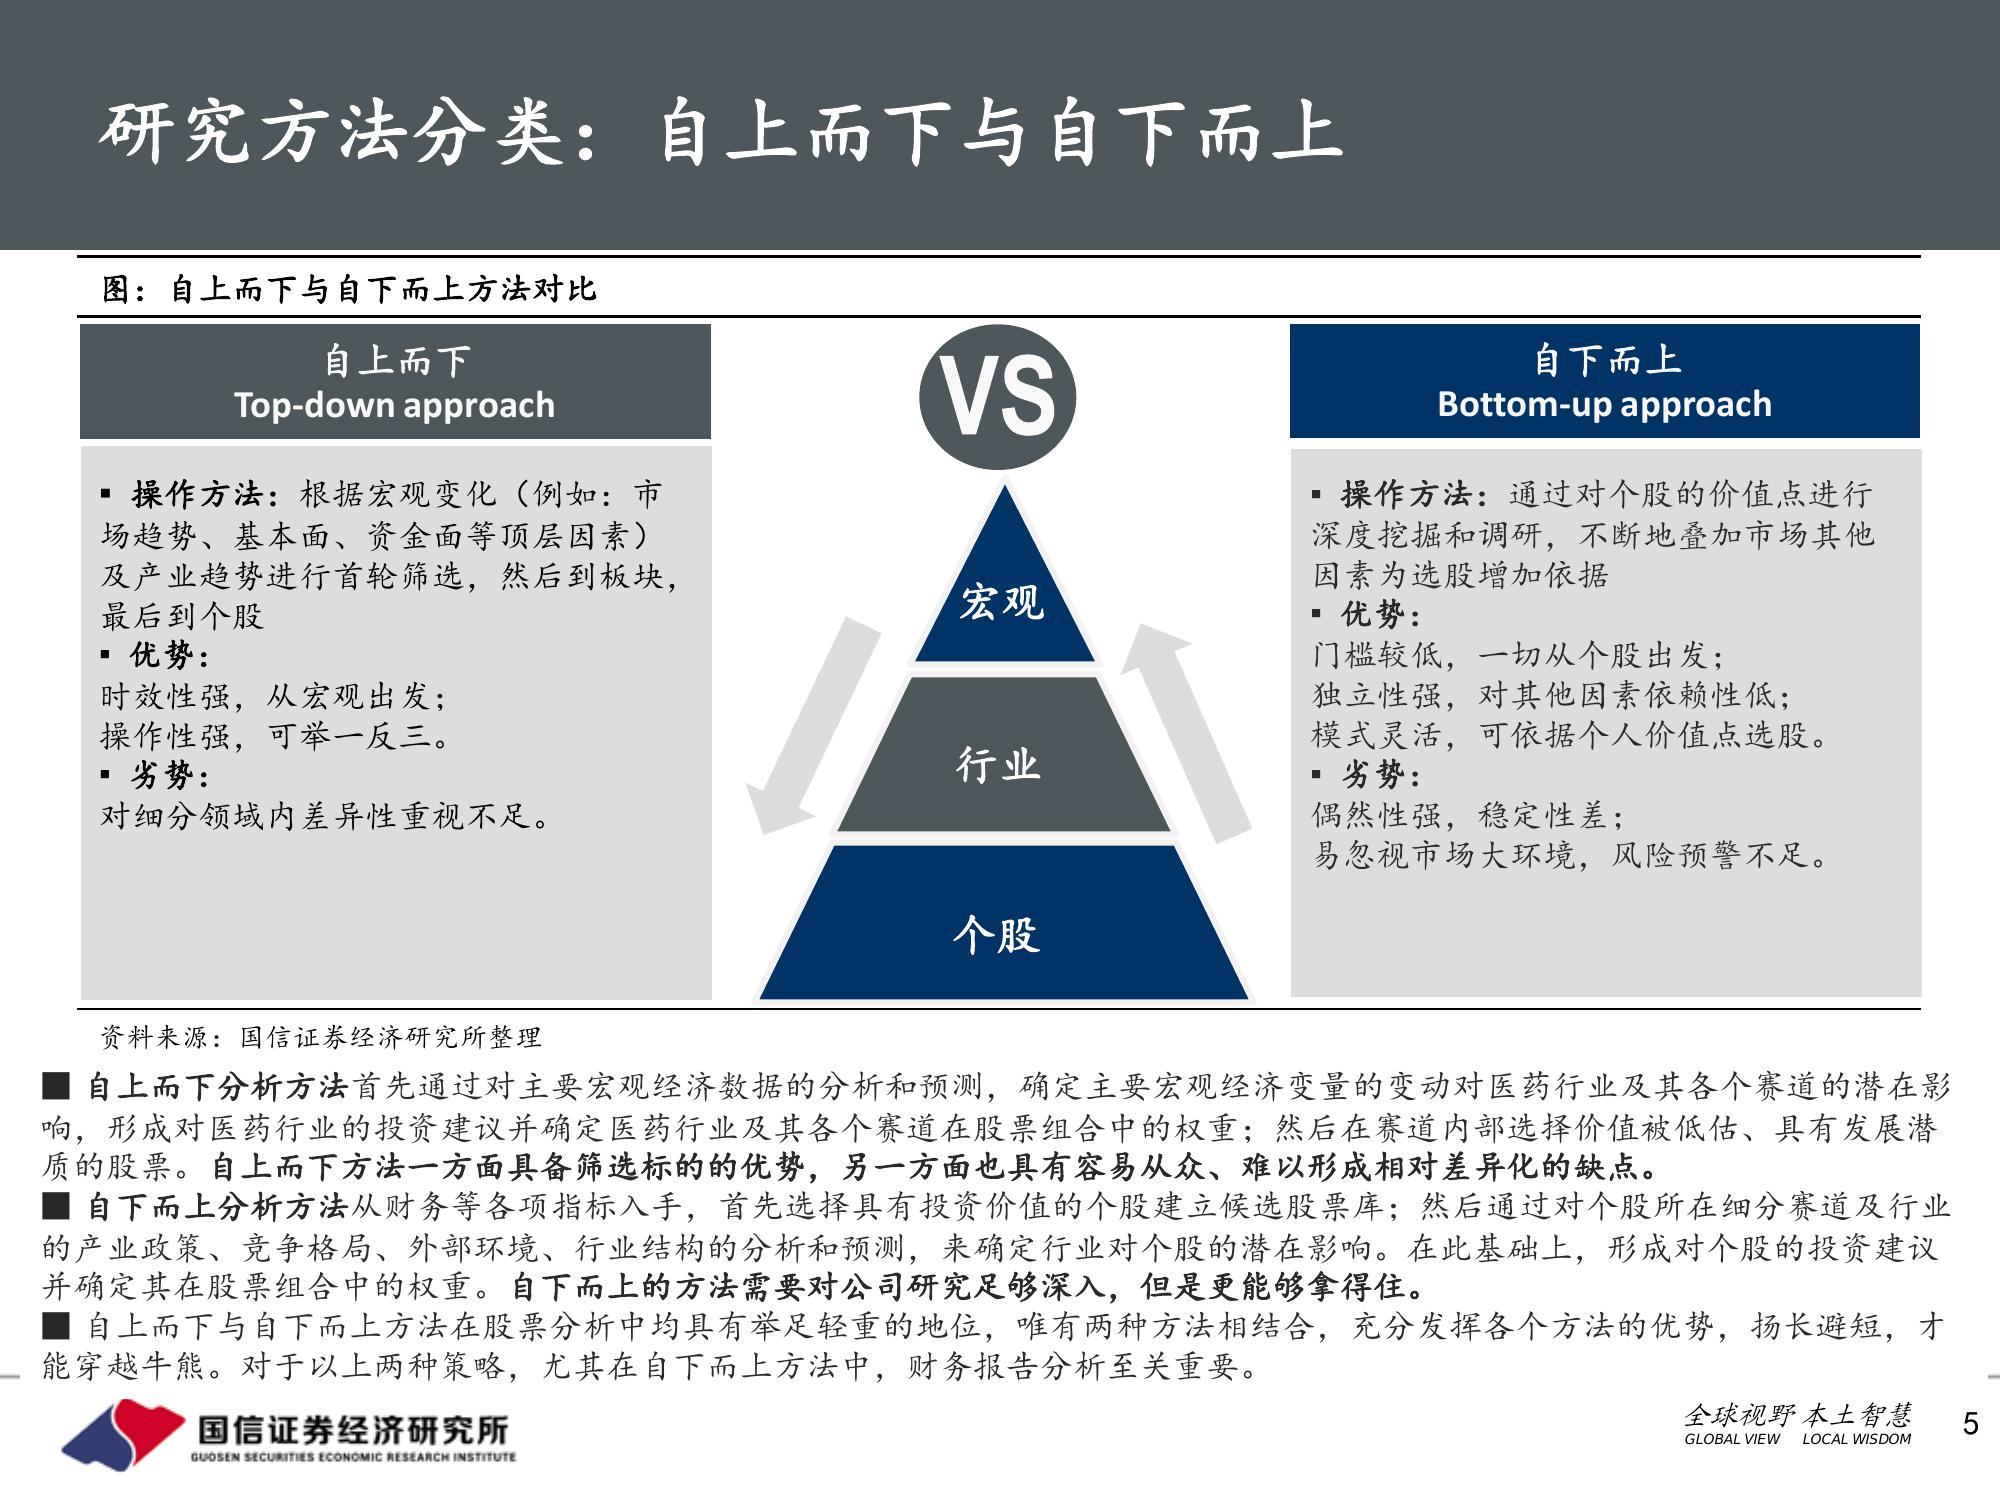 研究方法分类：自上而下与自下而上
图：自上而下与自下而上方法对比
自上而下
Top-down approach
▪ 操作方法：根据宏观变化（例如：市
场趋势、基本面、资金面等顶层因素）
及产业趋势进行首轮筛选，然后到板块，
最后到个股
▪ 优势：
时效性强，从宏观出发；
操作性强，可举一反三。
▪ 劣势：
对细分领域内差异性重视不足。
VS
宏观
行业
个股
自下而上
Bottom-up approach
▪ 操作方法：通过对个股的价值点进行
深度挖掘和调研，不断地叠加市场其他
因素为选股增加依据
▪ 优势：
门槛较低，一切从个股出发；
独立性强，对其他因素依赖性低；
模式灵活，可依据个人价值点选股。
▪ 劣势：
偶然性强，稳定性差；
易忽视市场大环境，风险预警不足。
资料来源：国信证券经济研究所整理
■ 自上而下分析方法首先通过对主要宏观经济数据的分析和预测，确定主要宏观经济变量的变动对医药行业及其各个赛道的潜在影
响，形成对医药行业的投资建议并确定医药行业及其各个赛道在股票组合中的权重；然后在赛道内部选择价值被低估、具有发展潜
质的股票。自上而下方法一方面具备筛选标的的优势，另一方面也具有容易从众、难以形成相对差异化的缺点。
■ 自下而上分析方法从财务等各项指标入手，首先选择具有投资价值的个股建立候选股票库；然后通过对个股所在细分赛道及行业
的产业政策、竞争格局、外部环境、行业结构的分析和预测，来确定行业对个股的潜在影响。在此基础上，形成对个股的投资建议
并确定其在股票组合中的权重。自下而上的方法需要对公司研究足够深入，但是更能够拿得住。
■ 自上而下与自下而上方法在股票分析中均具有举足轻重的地位，唯有两种方法相结合，充分发挥各个方法的优势，扬长避短，才
能穿越牛熊。对于以上两种策略，尤其在自下而上方法中，财务报告分析至关重要。
国信证券经济研究所
GUOSEN SECURITIES ECONOMIC RESEARCH INSTITUTE
全球视野 本土智慧
GLOBAL VIEW LOCAL WISDOM
5